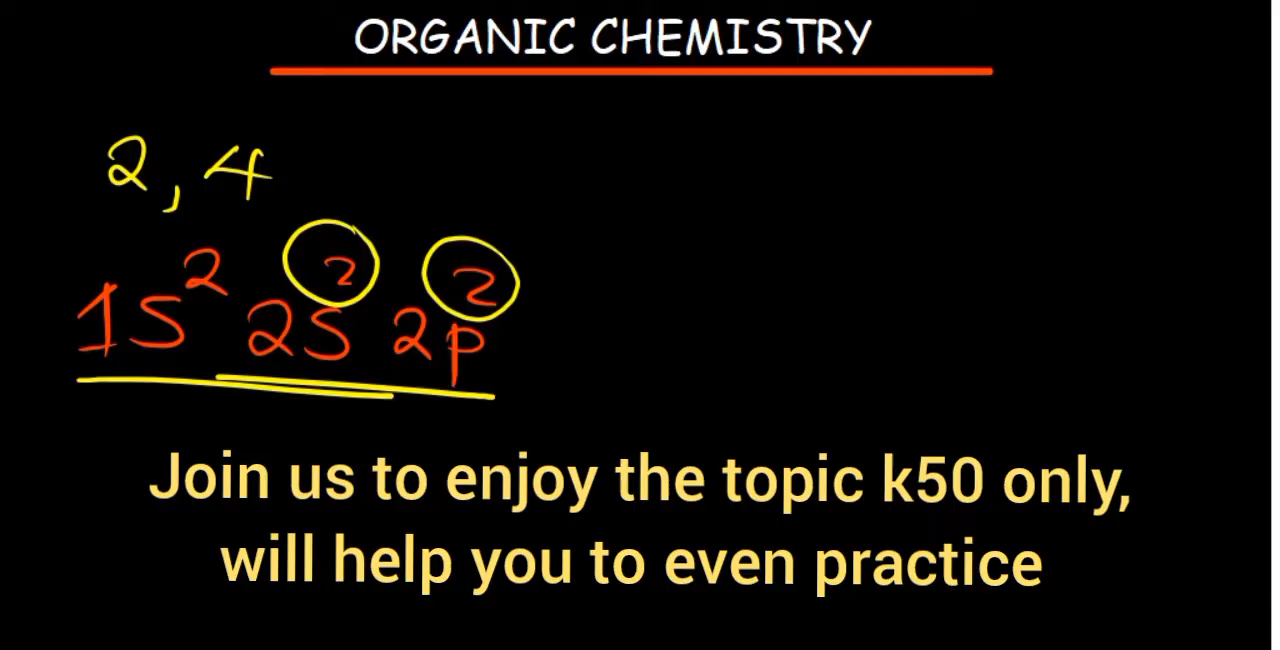 ORGANIC CHEMISTRY
2, 4
1S² 2S² 2p²
Join us to enjoy the topic k50 only,
will help you to even practice